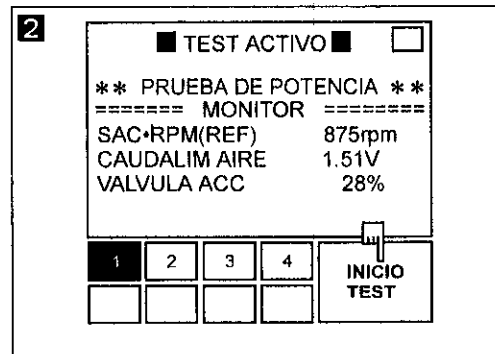 2
■ TEST ACTIVO ■
** PRUEBA DE POTENCIA **
======= MONITOR ========
SAC•RPM(REF) 875rpm
CAUDALIM AIRE 1.51V
VALVULA ACC 28%
1 2 3 4
INICIO
TEST